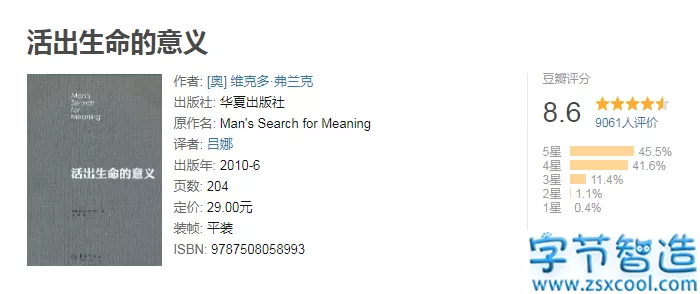 活出生命的意义
Man's
Search
for
Meaning
活出生命的意义
作者: [奥] 维克多·弗兰克
出版社: 华夏出版社
原作名: Man's Search for Meaning
译者: 吕娜
出版年: 2010-6
页数: 204
定价: 29.00元
装帧: 平装
ISBN: 9787508058993
豆瓣评分
8.6
9061人评价
5星 45.5%
4星 41.6%
3星 11.4%
2星 1.1%
1星 0.4%
字节智造
www.zsxcool.com